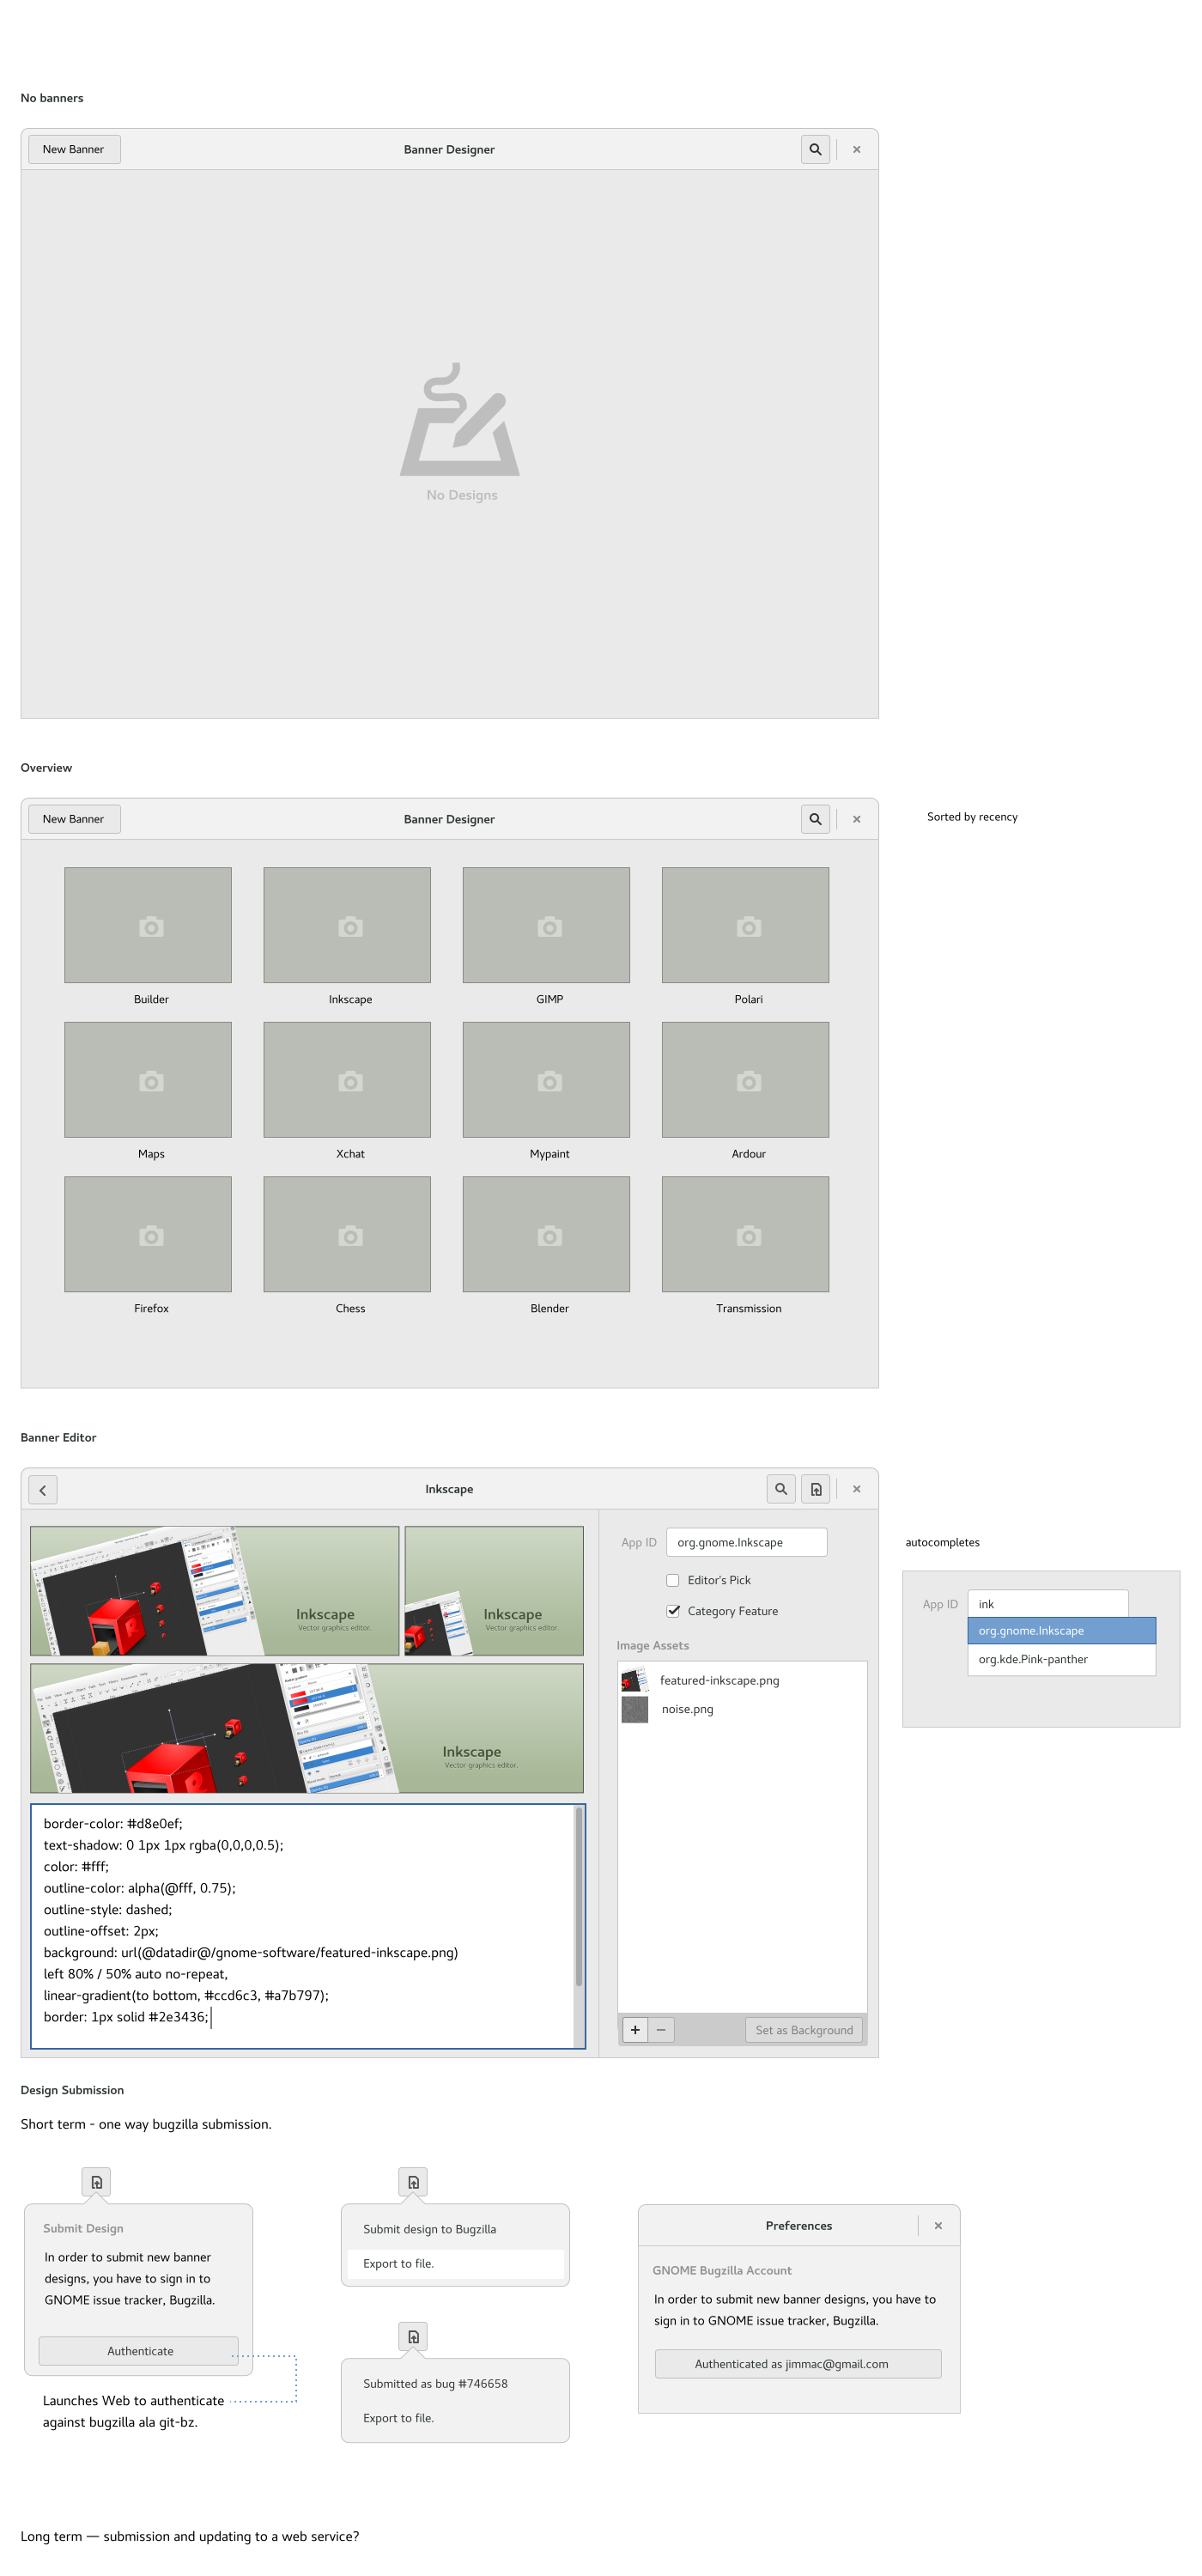 No banners
New Banner
Banner Designer
No Designs
Overview
New Banner
Banner Designer
Sorted by recency
Builder
Inkscape
GIMP
Polari
Maps
Xchat
Mypaint
Ardour
Firefox
Chess
Blender
Transmission
Banner Editor
Inkscape
Inkscape
Vector graphics editor.
Inkscape
Vector graphics editor.
Inkscape
Vector graphics editor.
border-color: #d8e0ef;
text-shadow: 0 1px 1px rgba(0,0,0,0.5);
color: #fff;
outline-color: alpha(@fff, 0.75);
outline-style: dashed;
outline-offset: 2px;
background: url(@datadir@/gnome-software/featured-inkscape.png)
left 80% / 50% auto no-repeat,
linear-gradient(to bottom, #ccd6c3, #a7b797);
border: 1px solid #2e3436;
App ID
org.gnome.Inkscape
Editor's Pick
Category Feature
Image Assets
featured-inkscape.png
noise.png
+
−
Set as Background
autocompletes
App ID
ink
org.gnome.Inkscape
org.kde.Pink-panther
Design Submission
Short term - one way bugzilla submission.
Submit Design
In order to submit new banner
designs, you have to sign in to
GNOME issue tracker, Bugzilla.
Authenticate
Launches Web to authenticate
against bugzilla ala git-bz.
Submit design to Bugzilla
Export to file.
Submitted as bug #746658
Export to file.
Preferences
GNOME Bugzilla Account
In order to submit new banner designs, you have to
sign in to GNOME issue tracker, Bugzilla.
Authenticated as jimmac@gmail.com
Long term — submission and updating to a web service?